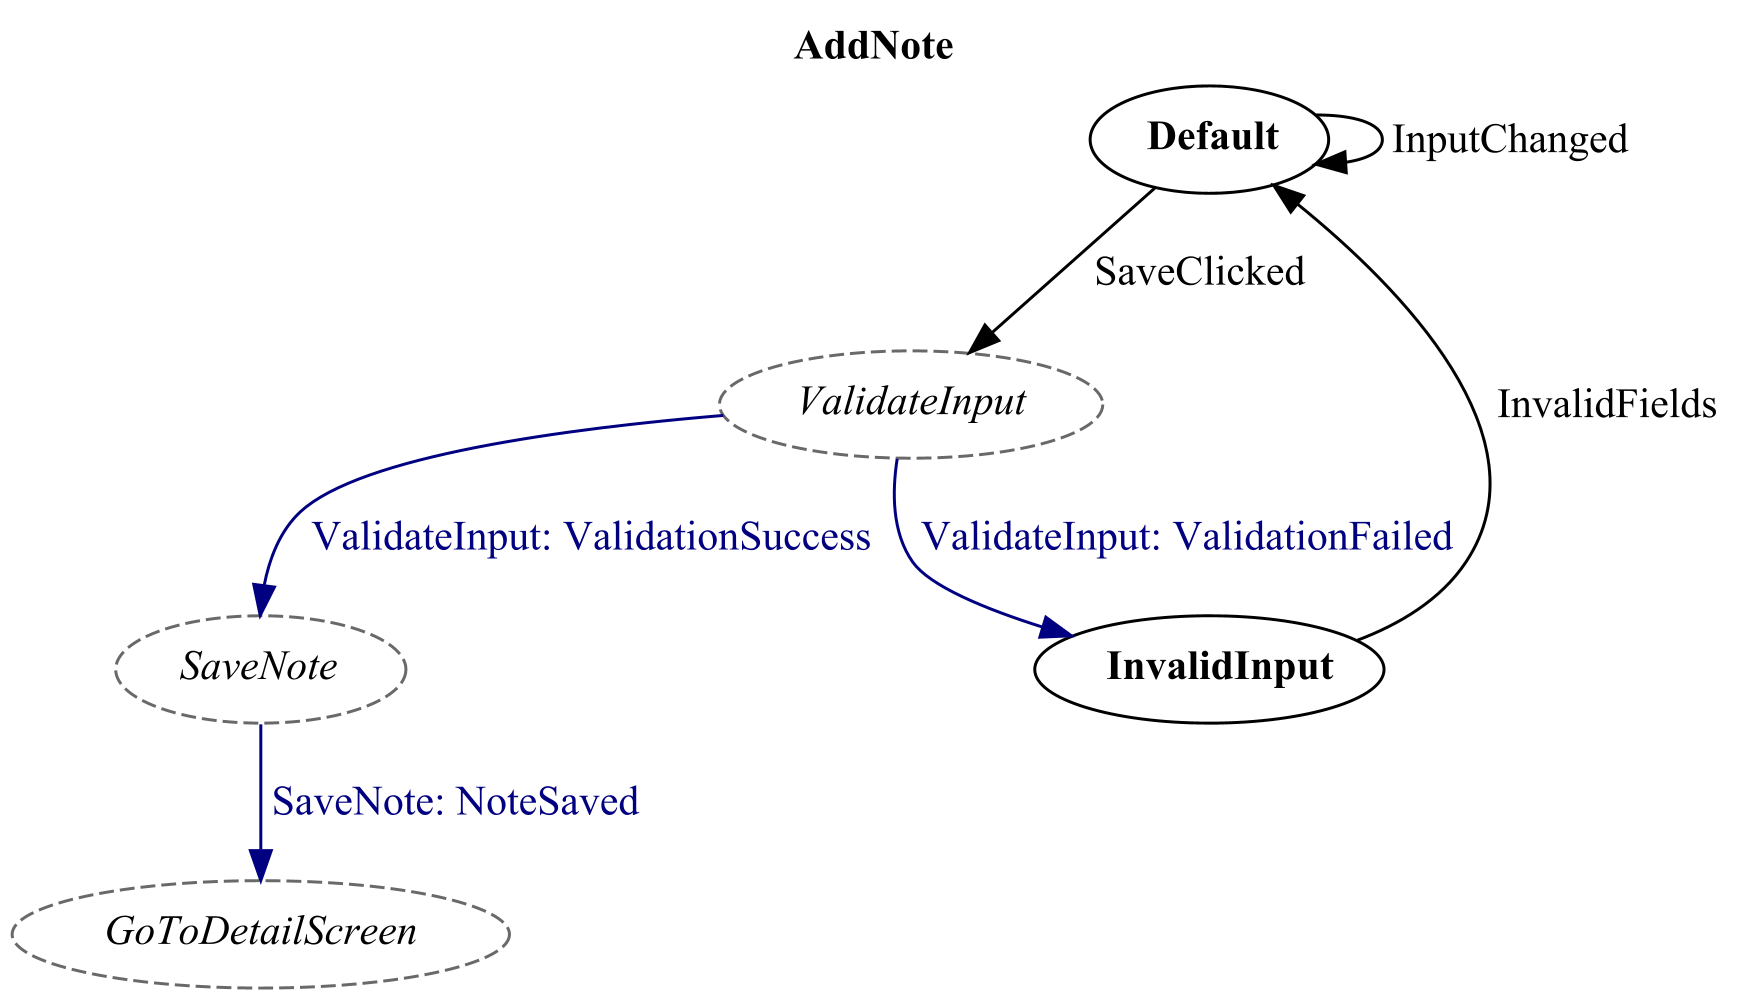 AddNote
Default
InputChanged
SaveClicked
ValidateInput
InvalidFields
ValidateInput: ValidationSuccess
ValidateInput: ValidationFailed
SaveNote
InvalidInput
SaveNote: NoteSaved
GoToDetailScreen